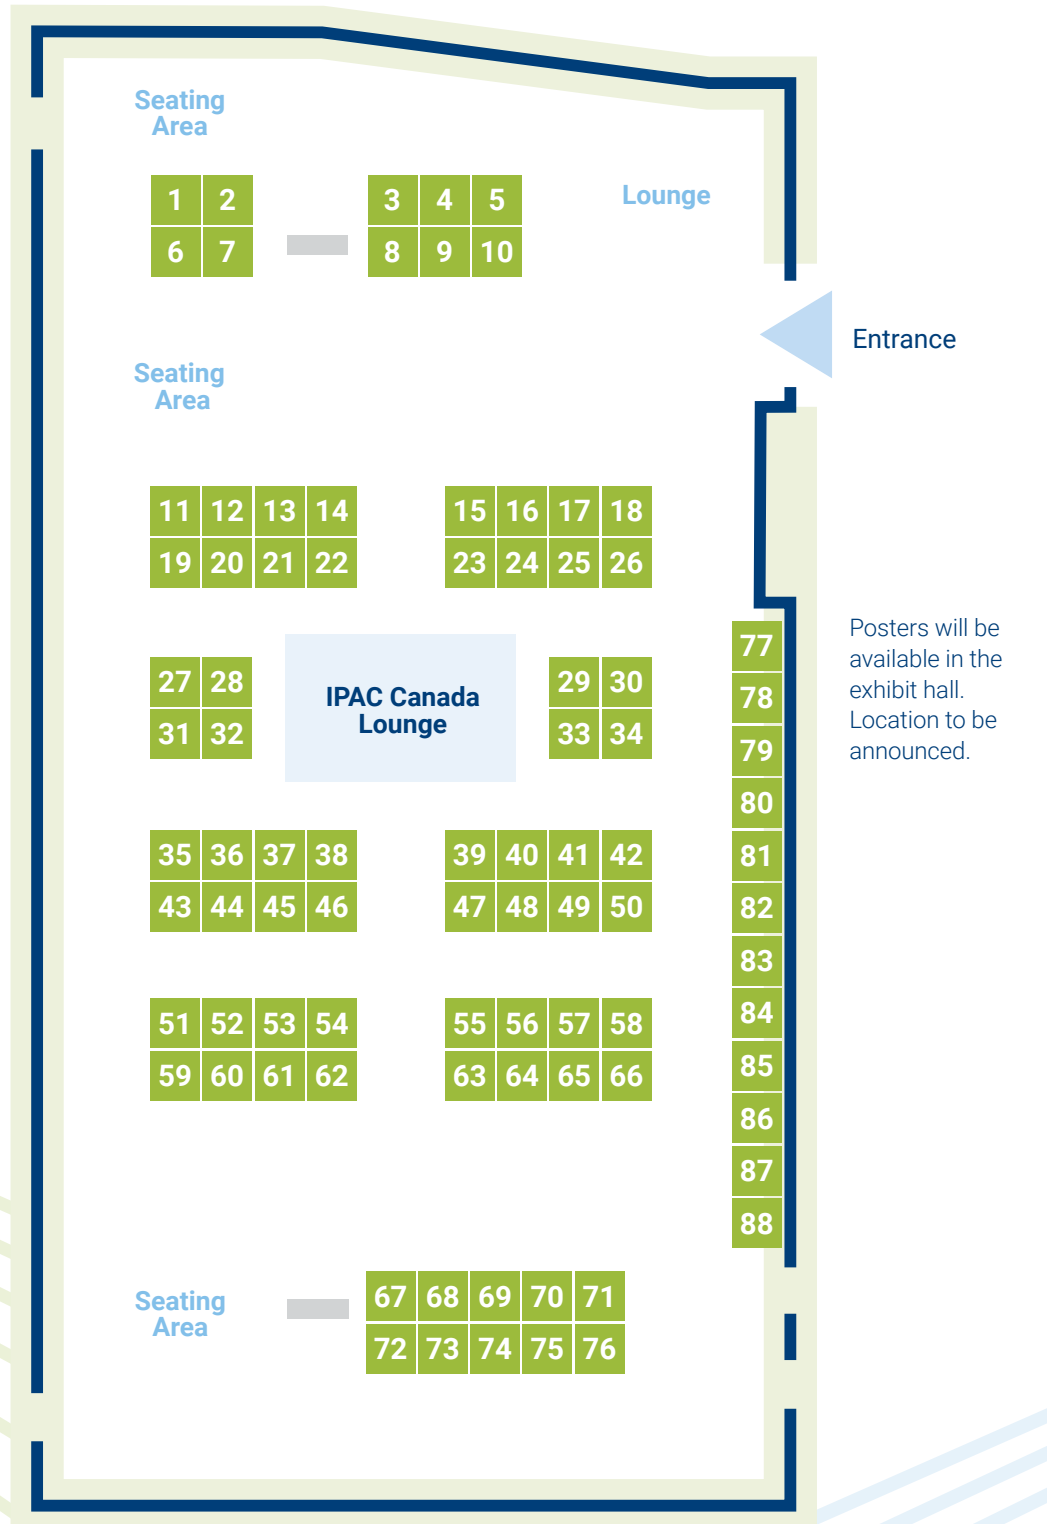 Seating
Area
1 2 3 4 5
Lounge
6 7 8 9 10
Entrance
Seating
Area
11 12 13 14 15 16 17 18
19 20 21 22 23 24 25 26
27 28 29 30
31 32 33 34
IPAC Canada
Lounge
35 36 37 38 39 40 41 42
43 44 45 46 47 48 49 50
51 52 53 54 55 56 57 58
59 60 61 62 63 64 65 66
77
78
79
80
81
82
83
84
85
86
87
88
Posters will be
available in the
exhibit hall.
Location to be
announced.
Seating
Area
67 68 69 70 71
72 73 74 75 76